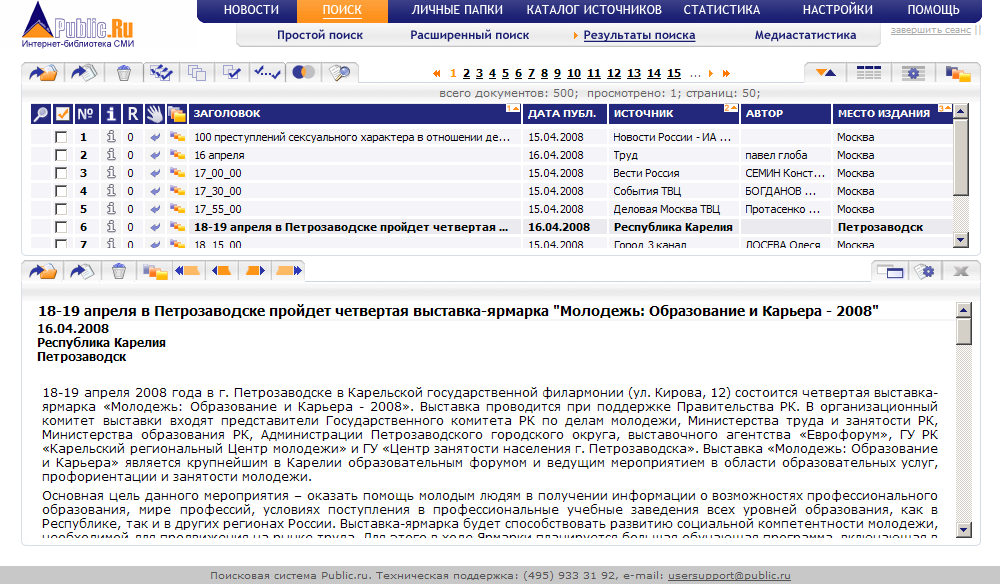 НОВОСТИ ПОИСК ЛИЧНЫЕ ПАПКИ КАТАЛОГ ИСТОЧНИКОВ СТАТИСТИКА НАСТРОЙКИ ПОМОЩЬ
Public.Ru
Интернет-библиотека СМИ
Простой поиск Расширенный поиск Результаты поиска Медиастатистика
завершить сеанс
1 2 3 4 5 6 7 8 9 10 11 12 13 14 15 ...
всего документов: 500; просмотрено: 1; страниц: 50;
№ i R ЗАГОЛОВОК 1 ДАТА ПУБЛ. ИСТОЧНИК 2 АВТОР МЕСТО ИЗДАНИЯ 3
1 i 0 100 преступлений сексуального характера в отношении де... 15.04.2008 Новости России - ИА ... Москва
2 i 0 16 апреля 16.04.2008 Труд павел глоба Москва
3 i 0 17_00_00 15.04.2008 Вести Россия СЕМИН Конст... Москва
4 i 0 17_30_00 15.04.2008 События ТВЦ БОГДАНОВ ... Москва
5 i 0 17_55_00 15.04.2008 Деловая Москва ТВЦ Протасенко ... Москва
6 i 0 18-19 апреля в Петрозаводске пройдет четвертая ... 16.04.2008 Республика Карелия Петрозаводск
7 i 0 18_15_00 15.04.2008 Город 3 канал ЛОСЕВА Олеся Москва
18-19 апреля в Петрозаводске пройдет четвертая выставка-ярмарка "Молодежь: Образование и Карьера - 2008"
16.04.2008
Республика Карелия
Петрозаводск
18-19 апреля 2008 года в г. Петрозаводске в Карельской государственной филармонии (ул. Кирова, 12) состоится четвертая выставка-
ярмарка «Молодежь: Образование и Карьера - 2008». Выставка проводится при поддержке Правительства РК. В организационный
комитет выставки входят представители Государственного комитета РК по делам молодежи, Министерства труда и занятости РК,
Министерства образования РК, Администрации Петрозаводского городского округа, выставочного агентства «Еврофорум», ГУ РК
«Карельский региональный Центр молодежи» и ГУ «Центр занятости населения г. Петрозаводска». Выставка «Молодежь: Образование
и Карьера» является крупнейшим в Карелии образовательным форумом и ведущим мероприятием в области образовательных услуг,
профориентации и занятости молодежи.
Основная цель данного мероприятия – оказать помощь молодым людям в получении информации о возможностях профессионального
образования, мире профессий, условиях поступления в профессиональные учебные заведения всех уровней образования, как в
Республике, так и в других регионах России. Выставка-ярмарка будет способствовать развитию социальной компетентности молодежи,
необходимой для продвижения на рынке труда. Для этого в ходе Ярмарки планируется большая обучающая программа, включающая в
Поисковая система Public.ru. Техническая поддержка: (495) 933 31 92, e-mail: usersupport@public.ru